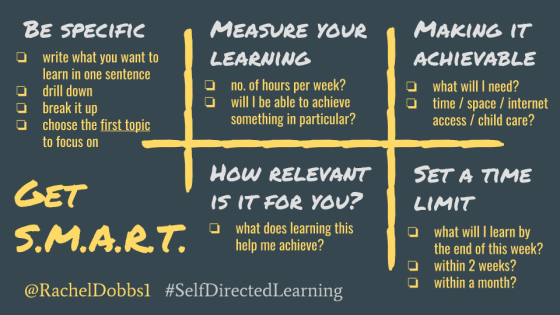 Be specific
❏ write what you want to
learn in one sentence
❏ drill down
❏ break it up
❏ choose the first topic
to focus on
Measure your
learning
❏ no. of hours per week?
❏ will I be able to achieve
something in particular?
Making it
achievable
❏ what will I need?
❏ time / space / internet
access / child care?
How relevant
is it for you?
❏ what does learning this
help me achieve?
Set a time
limit
❏ what will I learn by
the end of this week?
❏ within 2 weeks?
❏ within a month?
Get
S.M.A.R.T.
@RachelDobbs1 #SelfDirectedLearning